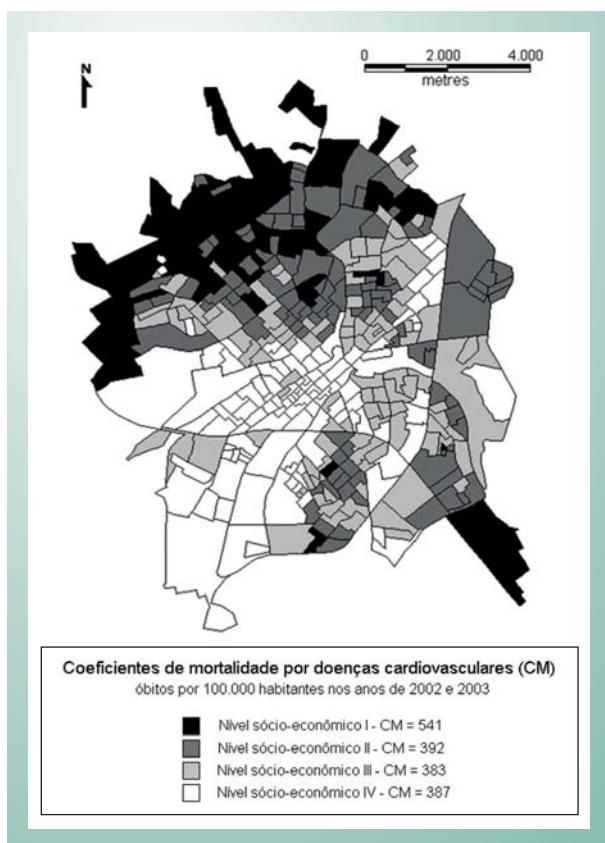 0 2.000 4.000
metres
N
Coeficientes de mortalidade por doenças cardiovasculares (CM)
óbitos por 100.000 habitantes nos anos de 2002 e 2003
Nível sócio-econômico I - CM = 541
Nível sócio-econômico II - CM = 392
Nível sócio-econômico III - CM = 383
Nível sócio-econômico IV - CM = 387